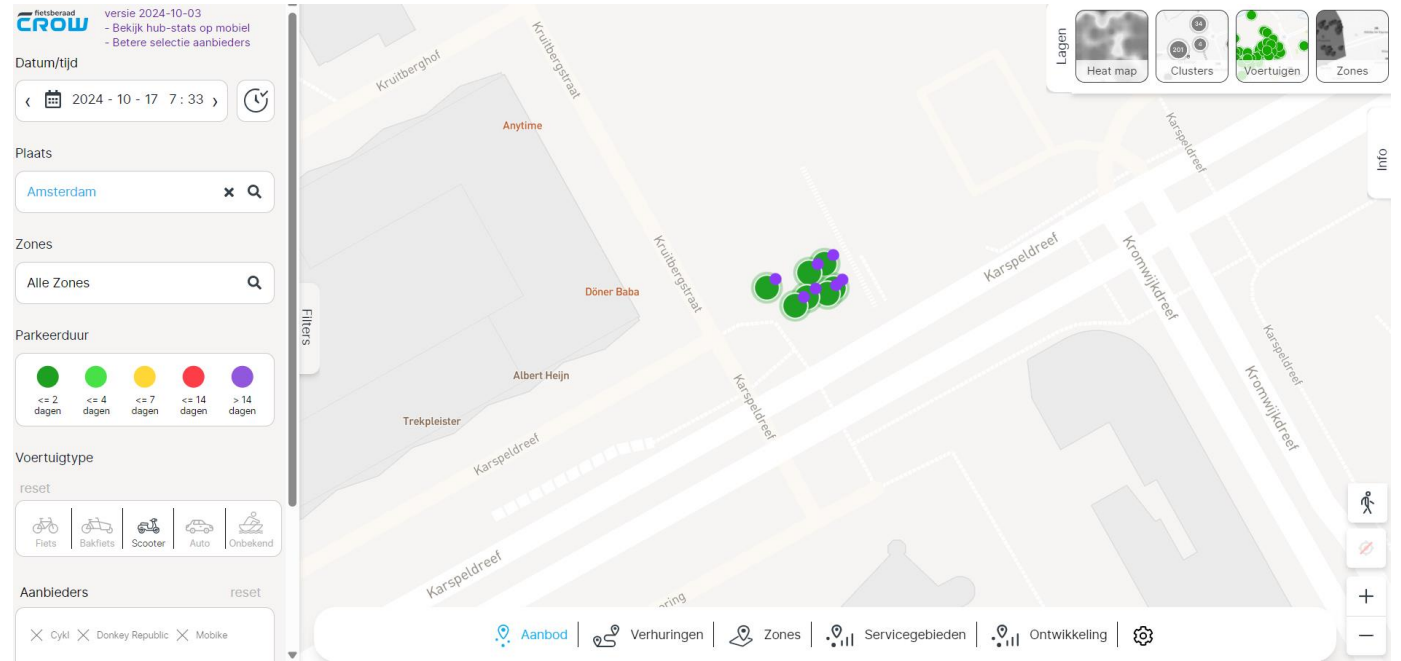 fietsberaad
CROW
versie 2024-10-03
- Bekijk hub-stats op mobiel
- Betere selectie aanbieders
Datum/tijd
2024 - 10 - 17 7 : 33
Plaats
Amsterdam
Zones
Alle Zones
Parkeerduur
<= 2 dagen
<= 4 dagen
<= 7 dagen
<= 14 dagen
> 14 dagen
Voertuigtype
reset
Fiets
Bakfiets
Scooter
Auto
Onbekend
Aanbieders
reset
Cykl
Donkey Republic
Mobike
Filters
Kruitberghof
Kruitbergstraat
Anytime
Kruitbergstraat
Döner Baba
Albert Heijn
Trekpleister
Karspeldreef
Karspeldreef
Karspeldreef
Karspeldreef
Karspeldreef
Kromwijkdreef
Karspeldreef
Kromwijkdreef
Lagen
Heat map
34
201
4
Clusters
Voertuigen
Zones
Info
Aanbod
Verhuringen
Zones
Servicegebieden
Ontwikkeling
+
−